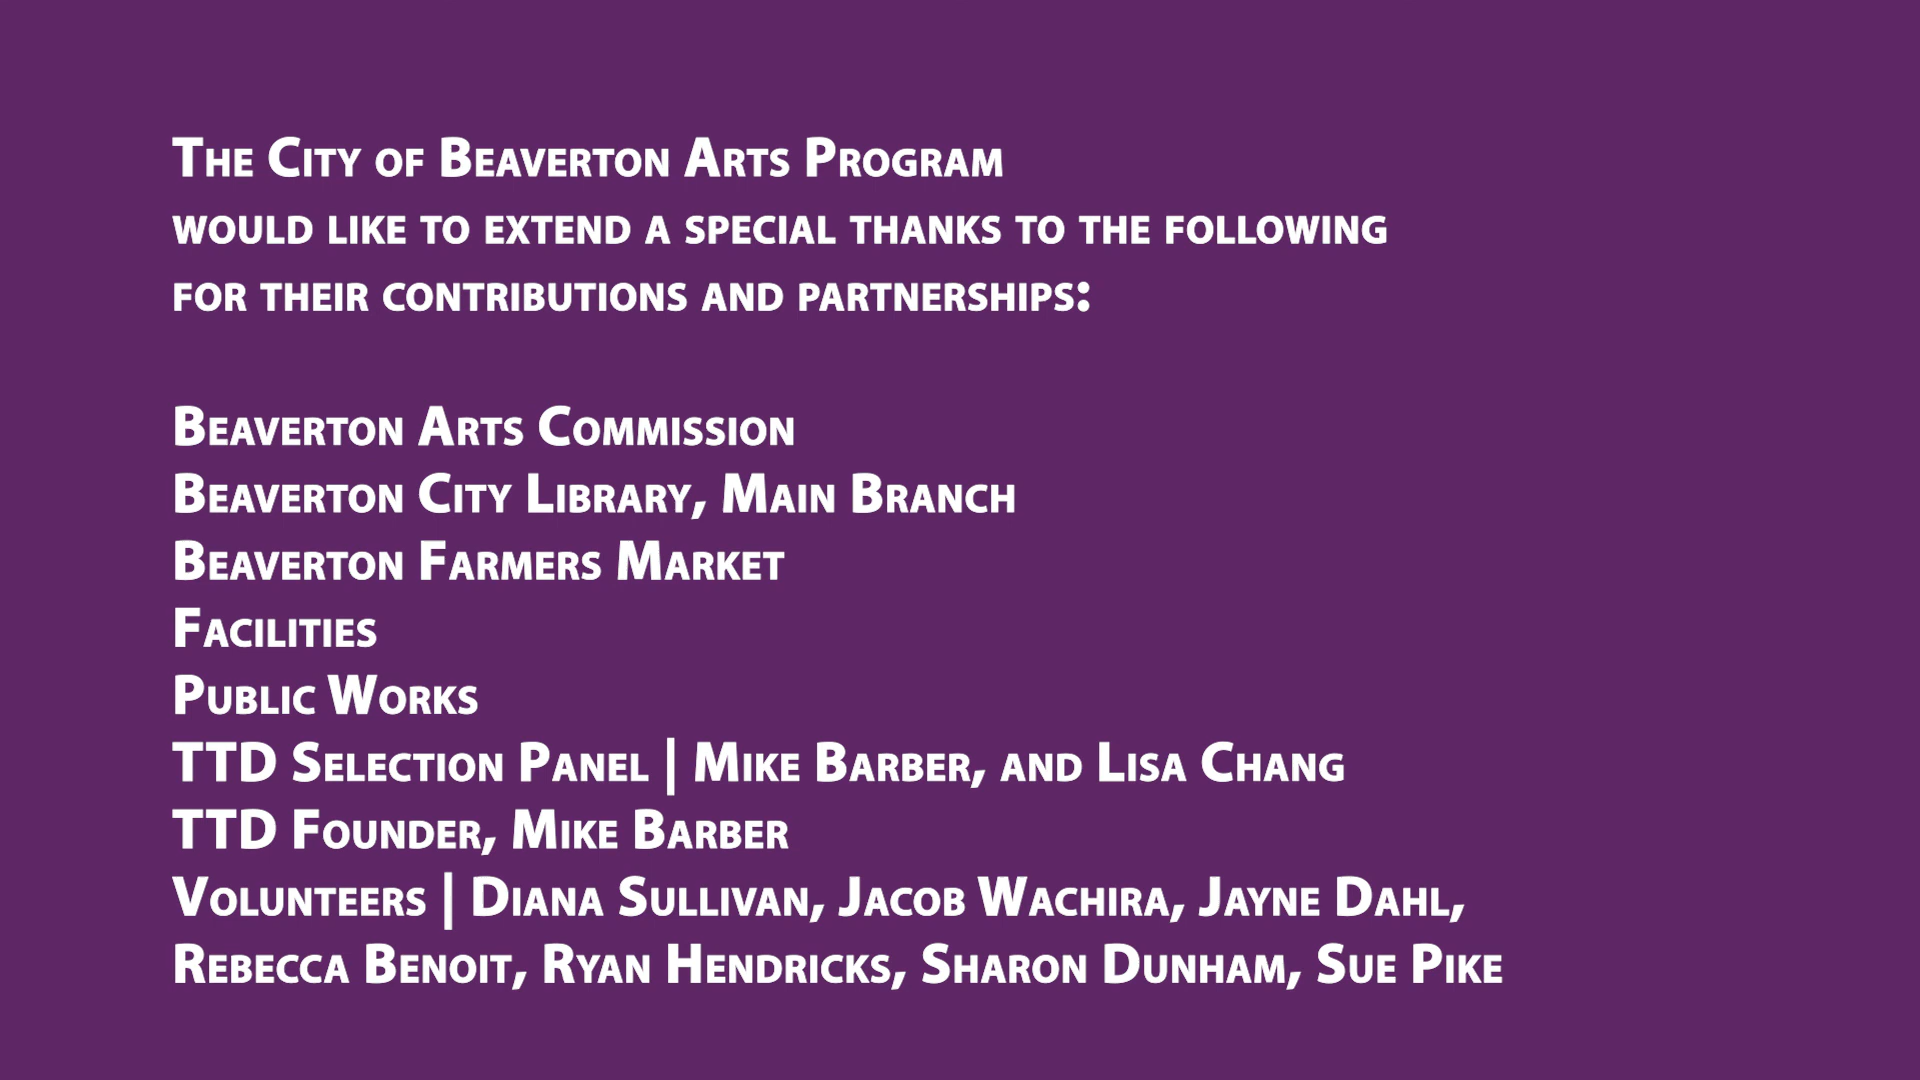 The City of Beaverton Arts Program
would like to extend a special thanks to the following
for their contributions and partnerships:
Beaverton Arts Commission
Beaverton City Library, Main Branch
Beaverton Farmers Market
Facilities
Public Works
TTD Selection Panel | Mike Barber, and Lisa Chang
TTD Founder, Mike Barber
Volunteers | Diana Sullivan, Jacob Wachira, Jayne Dahl,
Rebecca Benoit, Ryan Hendricks, Sharon Dunham, Sue Pike